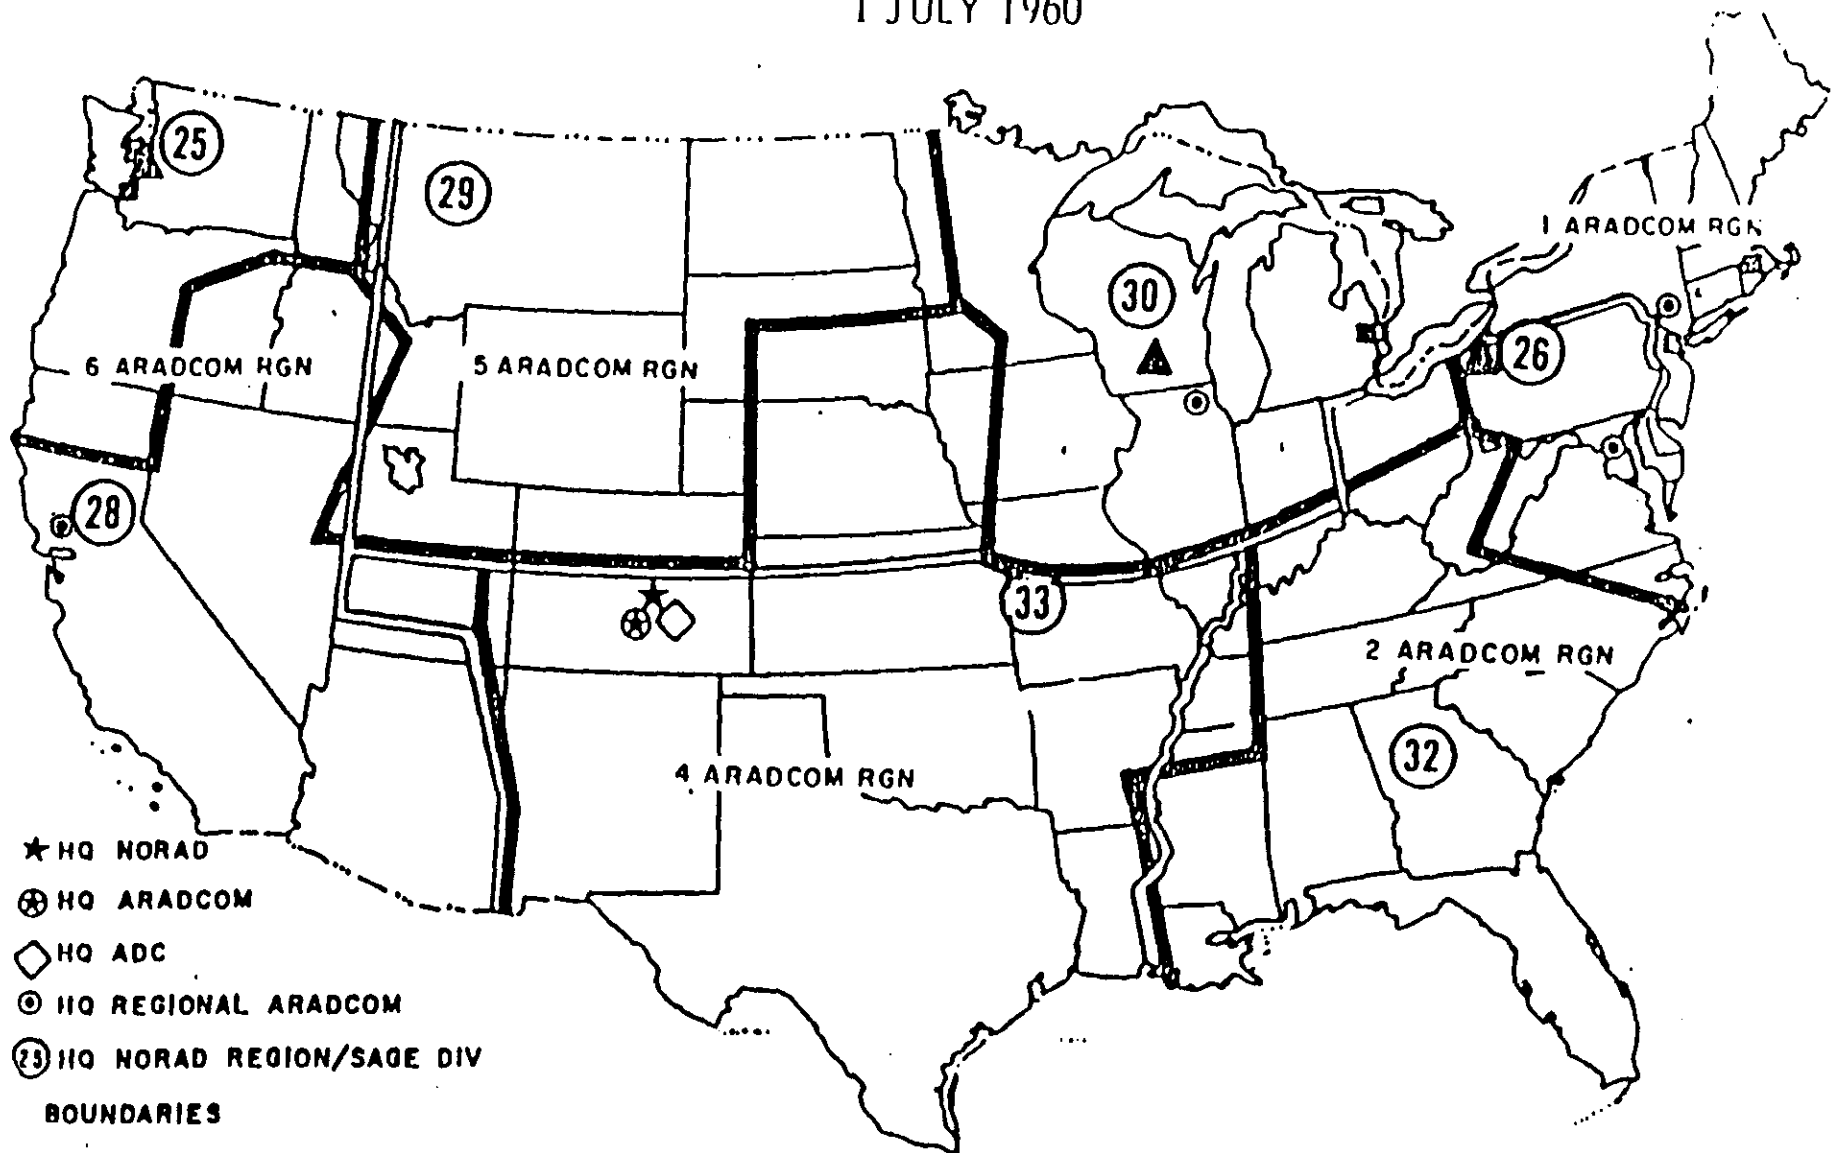 1 JULY 1960
25
29
1 ARADCOM RGN
30
26
6 ARADCOM RGN
5 ARADCOM RGN
28
33
2 ARADCOM RGN
32
4 ARADCOM RGN
HQ NORAD
HQ ARADCOM
HQ ADC
HQ REGIONAL ARADCOM
25 HQ NORAD REGION/SAGE DIV
BOUNDARIES